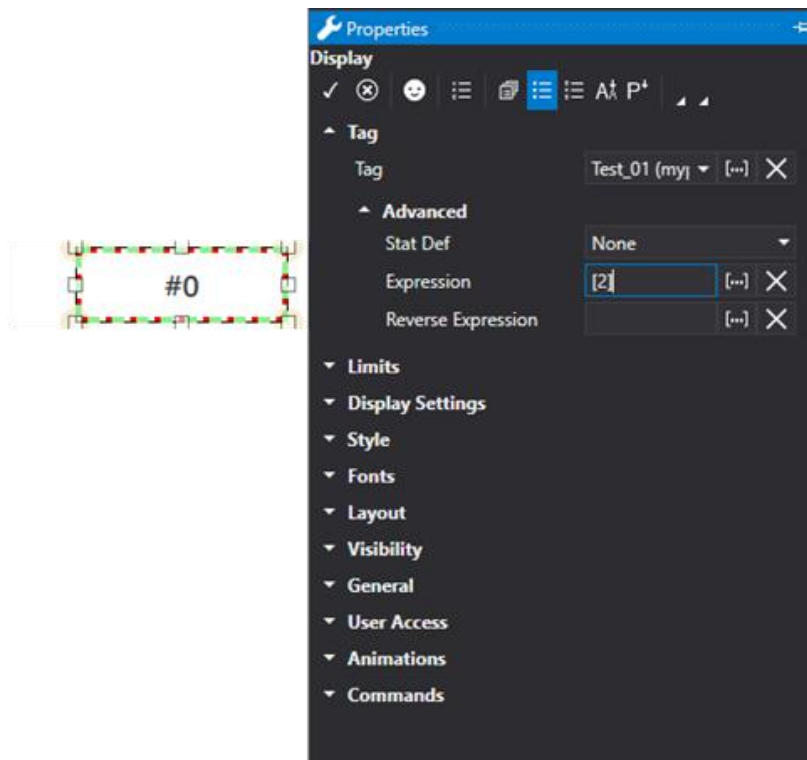 Properties
Display
Tag
Tag Test_01 (myp
Advanced
Stat Def None
Expression [2]
Reverse Expression
Limits
Display Settings
Style
Fonts
Layout
Visibility
General
User Access
Animations
Commands
#0